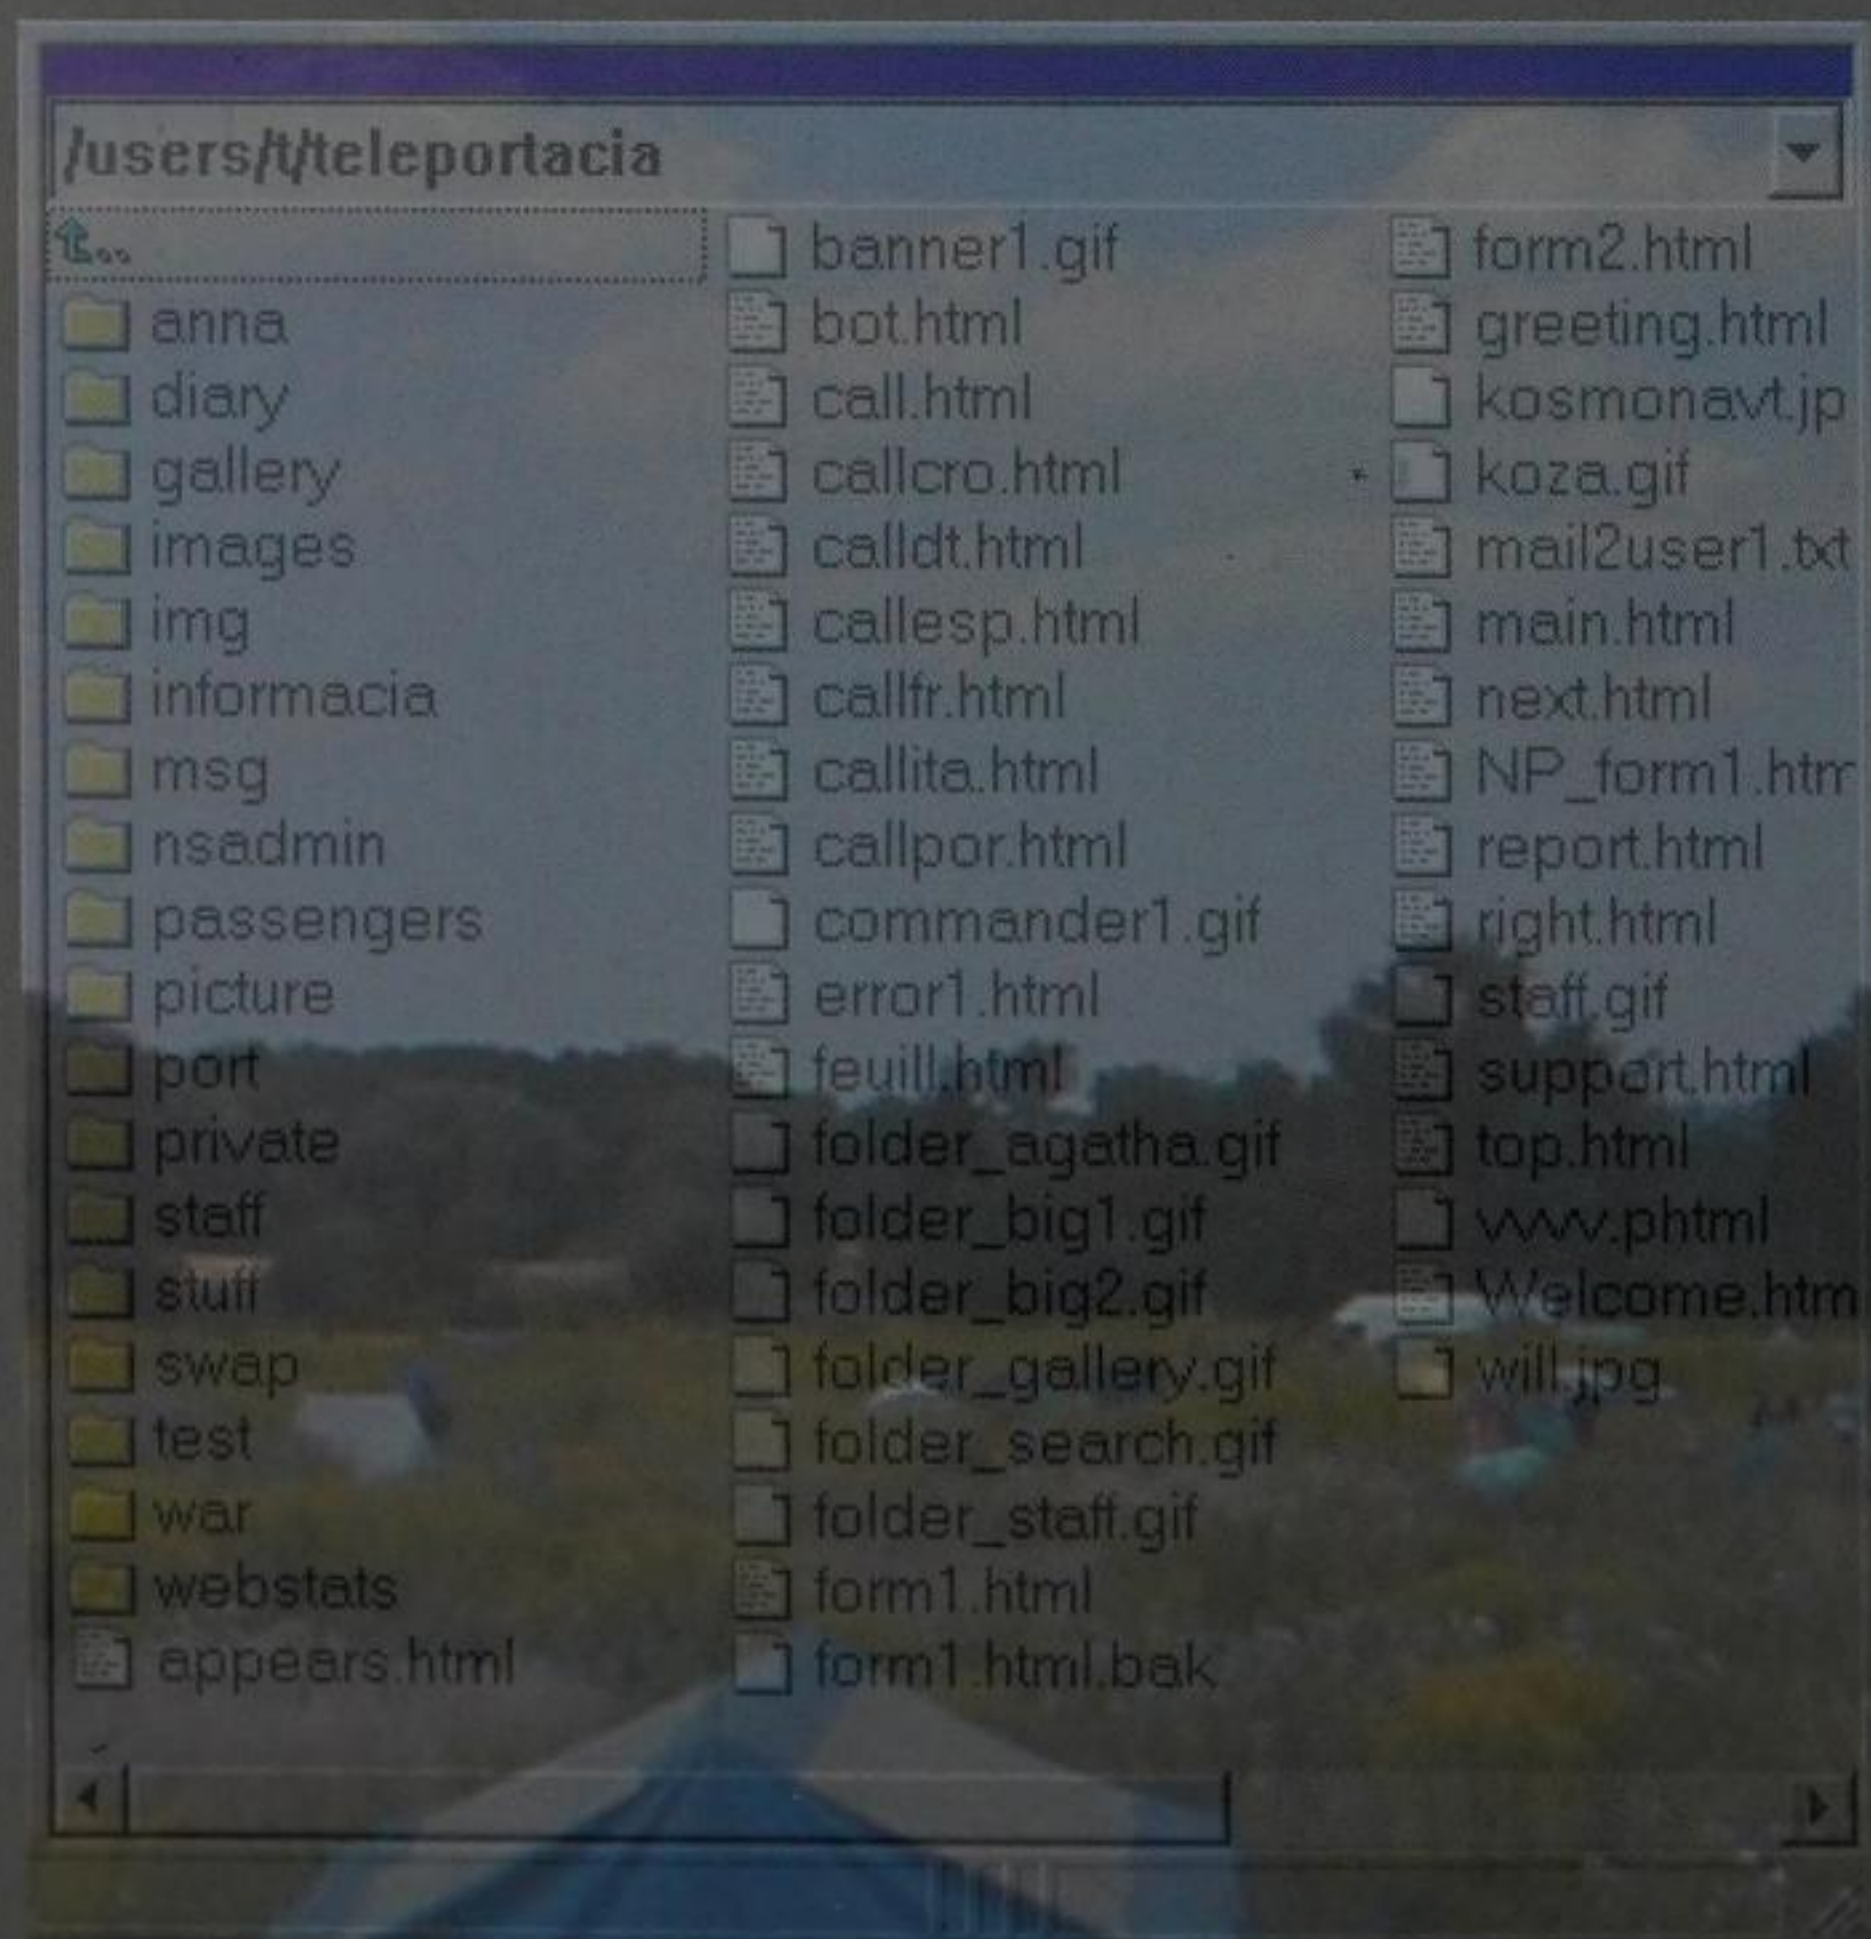 /users/t/teleportacia
..
anna
diary
gallery
images
img
informacia
msg
nsadmin
passengers
picture
port
private
staff
stuff
swap
test
war
webstats
appears.html
banner1.gif
bot.html
call.html
callcro.html
calldt.html
callesp.html
callfr.html
callita.html
callpor.html
commander1.gif
error1.html
feuill.html
folder_agatha.gif
folder_big1.gif
folder_big2.gif
folder_gallery.gif
folder_search.gif
folder_staff.gif
form1.html
form1.html.bak
form2.html
greeting.html
kosmonavt.jp
koza.gif
mail2user1.txt
main.html
next.html
NP_form1.htm
report.html
right.html
staff.gif
support.html
top.html
vvvv.phtml
Welcome.htm
will.jpg